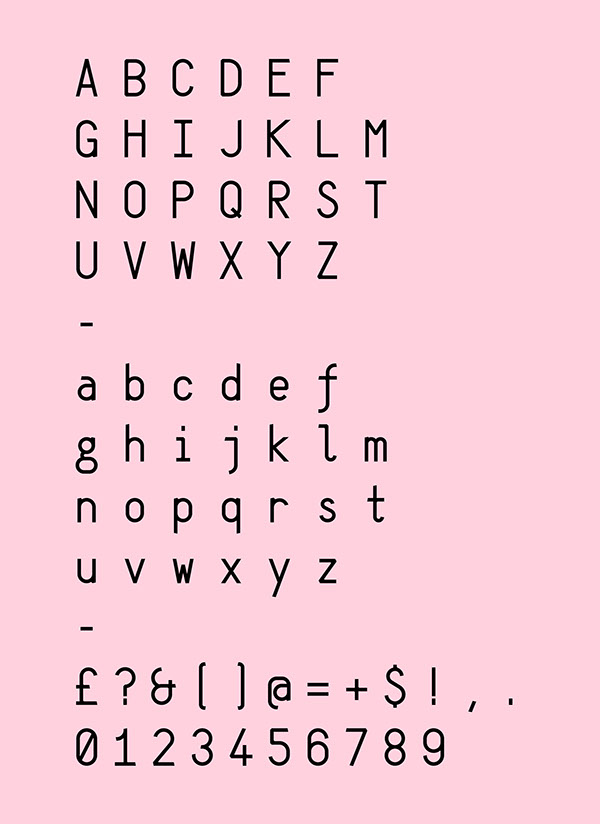 A B C D E F
G H I J K L M
N O P Q R S T
U V W X Y Z
-
a b c d e f
g h i j k l m
n o p q r s t
u v w x y z
-
£ ? & ( ) @ = + $ ! , .
0 1 2 3 4 5 6 7 8 9